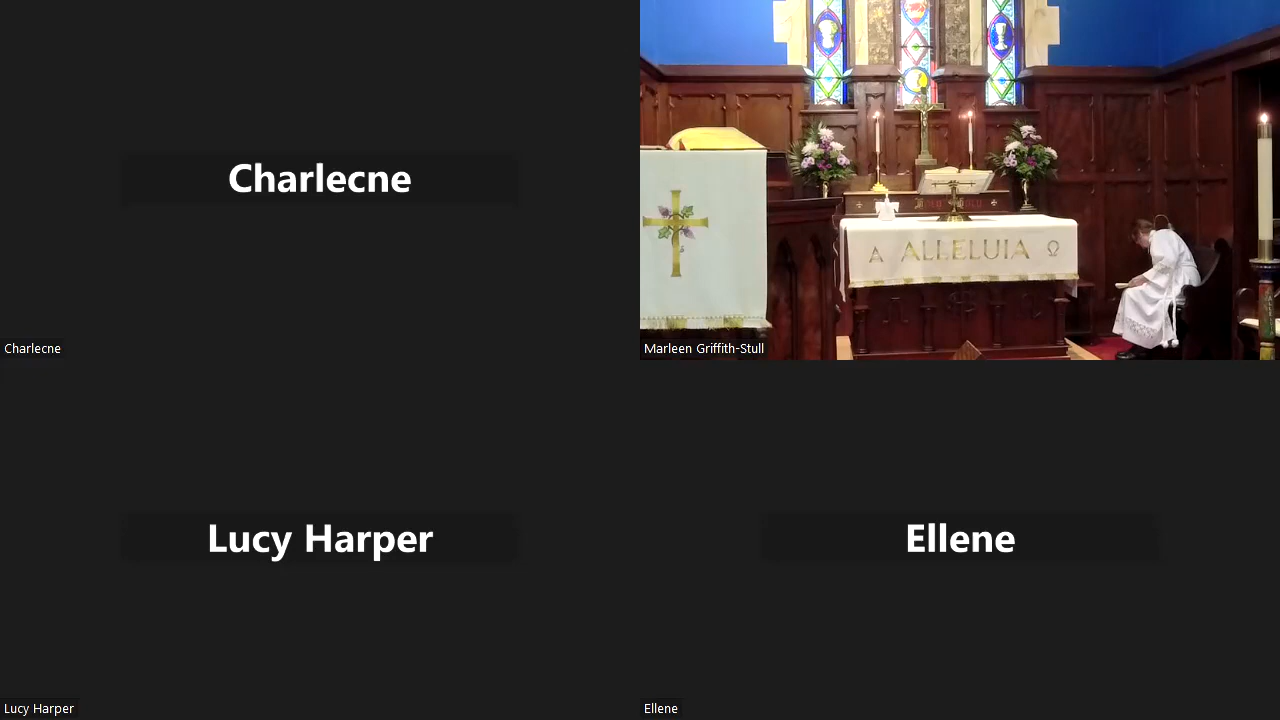 Charlecne
Charlecne
Α ALLELUIA Ω
Marleen Griffith-Stull
Lucy Harper
Lucy Harper
Ellene
Ellene